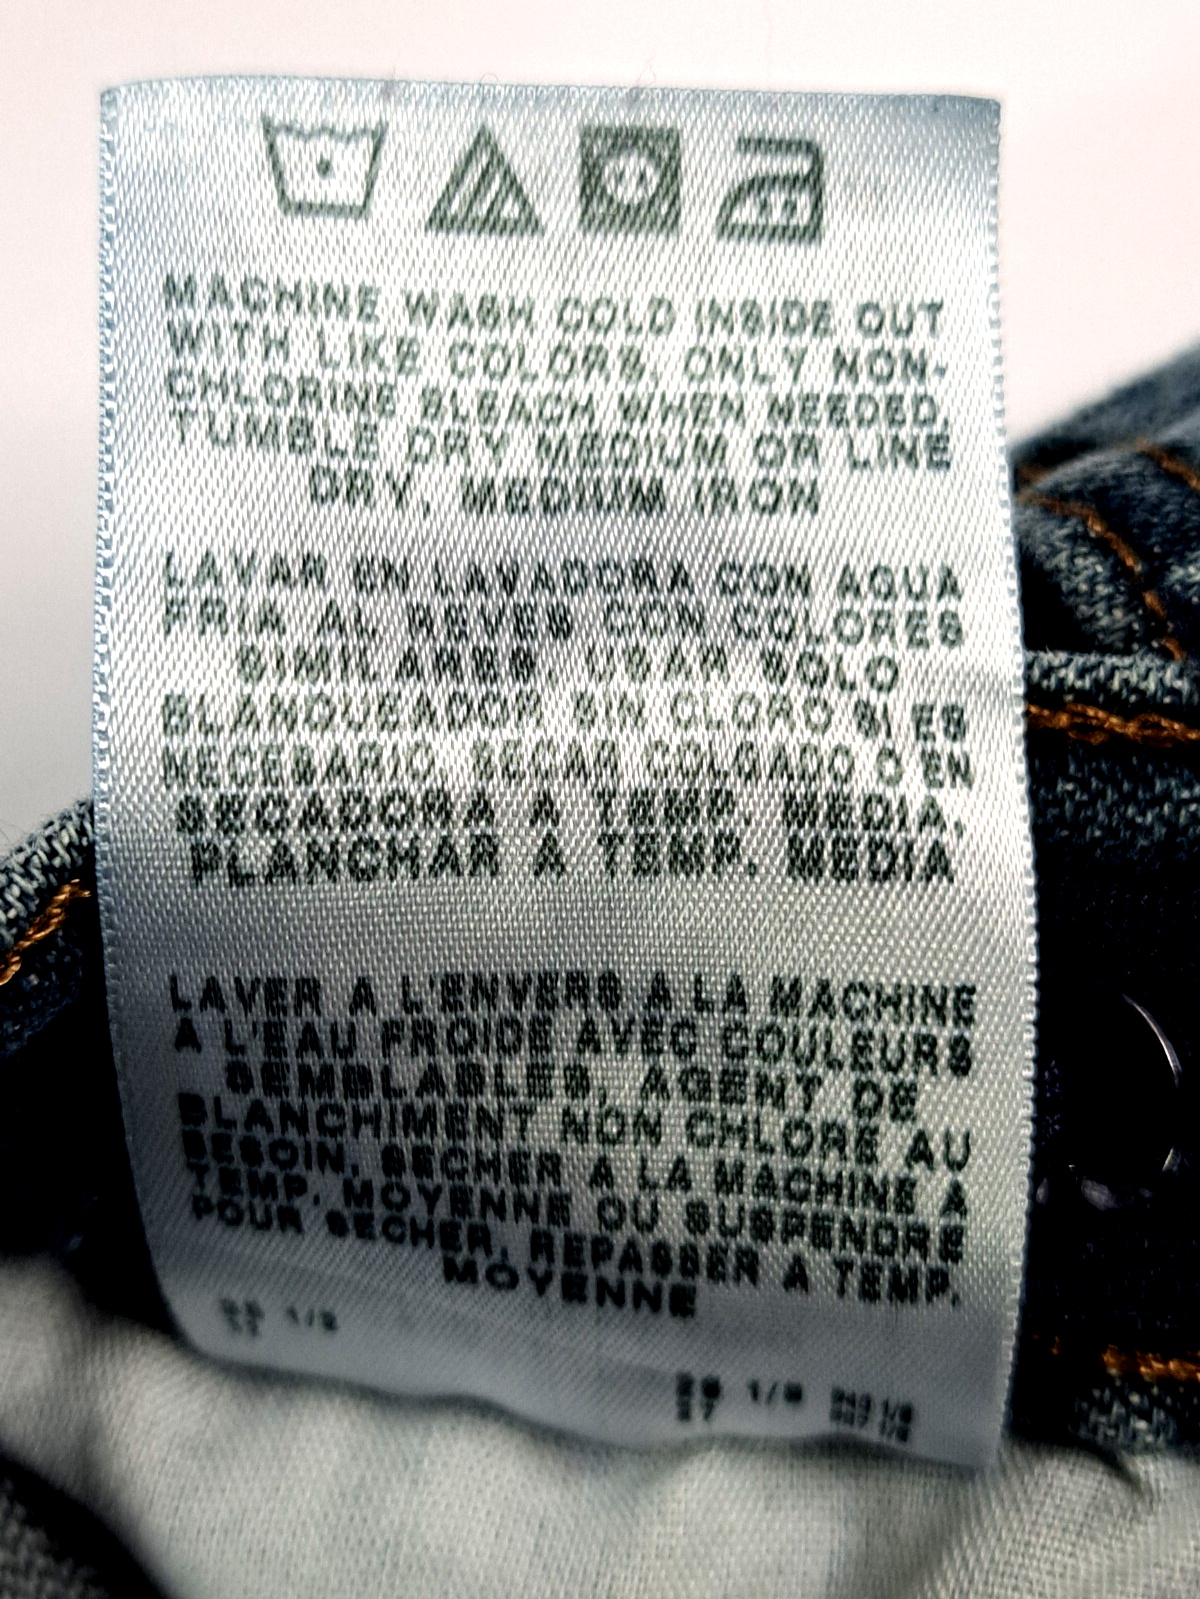 MACHINE WASH COLD INSIDE OUT
WITH LIKE COLORS, ONLY NON-
CHLORINE BLEACH WHEN NEEDED,
TUMBLE DRY MEDIUM OR LINE
DRY, MEDIUM IRON
LAVAR EN LAVADORA CON AGUA
FRIA AL REVES CON COLORES
SIMILARES, USAR SOLO
BLANQUEADOR SIN CLORO SI ES
NECESARIO, SECAR COLGADO O EN
SECADORA A TEMP. MEDIA,
PLANCHAR A TEMP. MEDIA
LAVER A L'ENVERS A LA MACHINE
A L'EAU FROIDE AVEC COULEURS
SEMBLABLES, AGENT DE
BLANCHIMENT NON CHLORE AU
BESOIN, SECHER A LA MACHINE A
TEMP. MOYENNE OU SUSPENDRE
POUR SECHER, REPASSER A TEMP.
MOYENNE
1/2